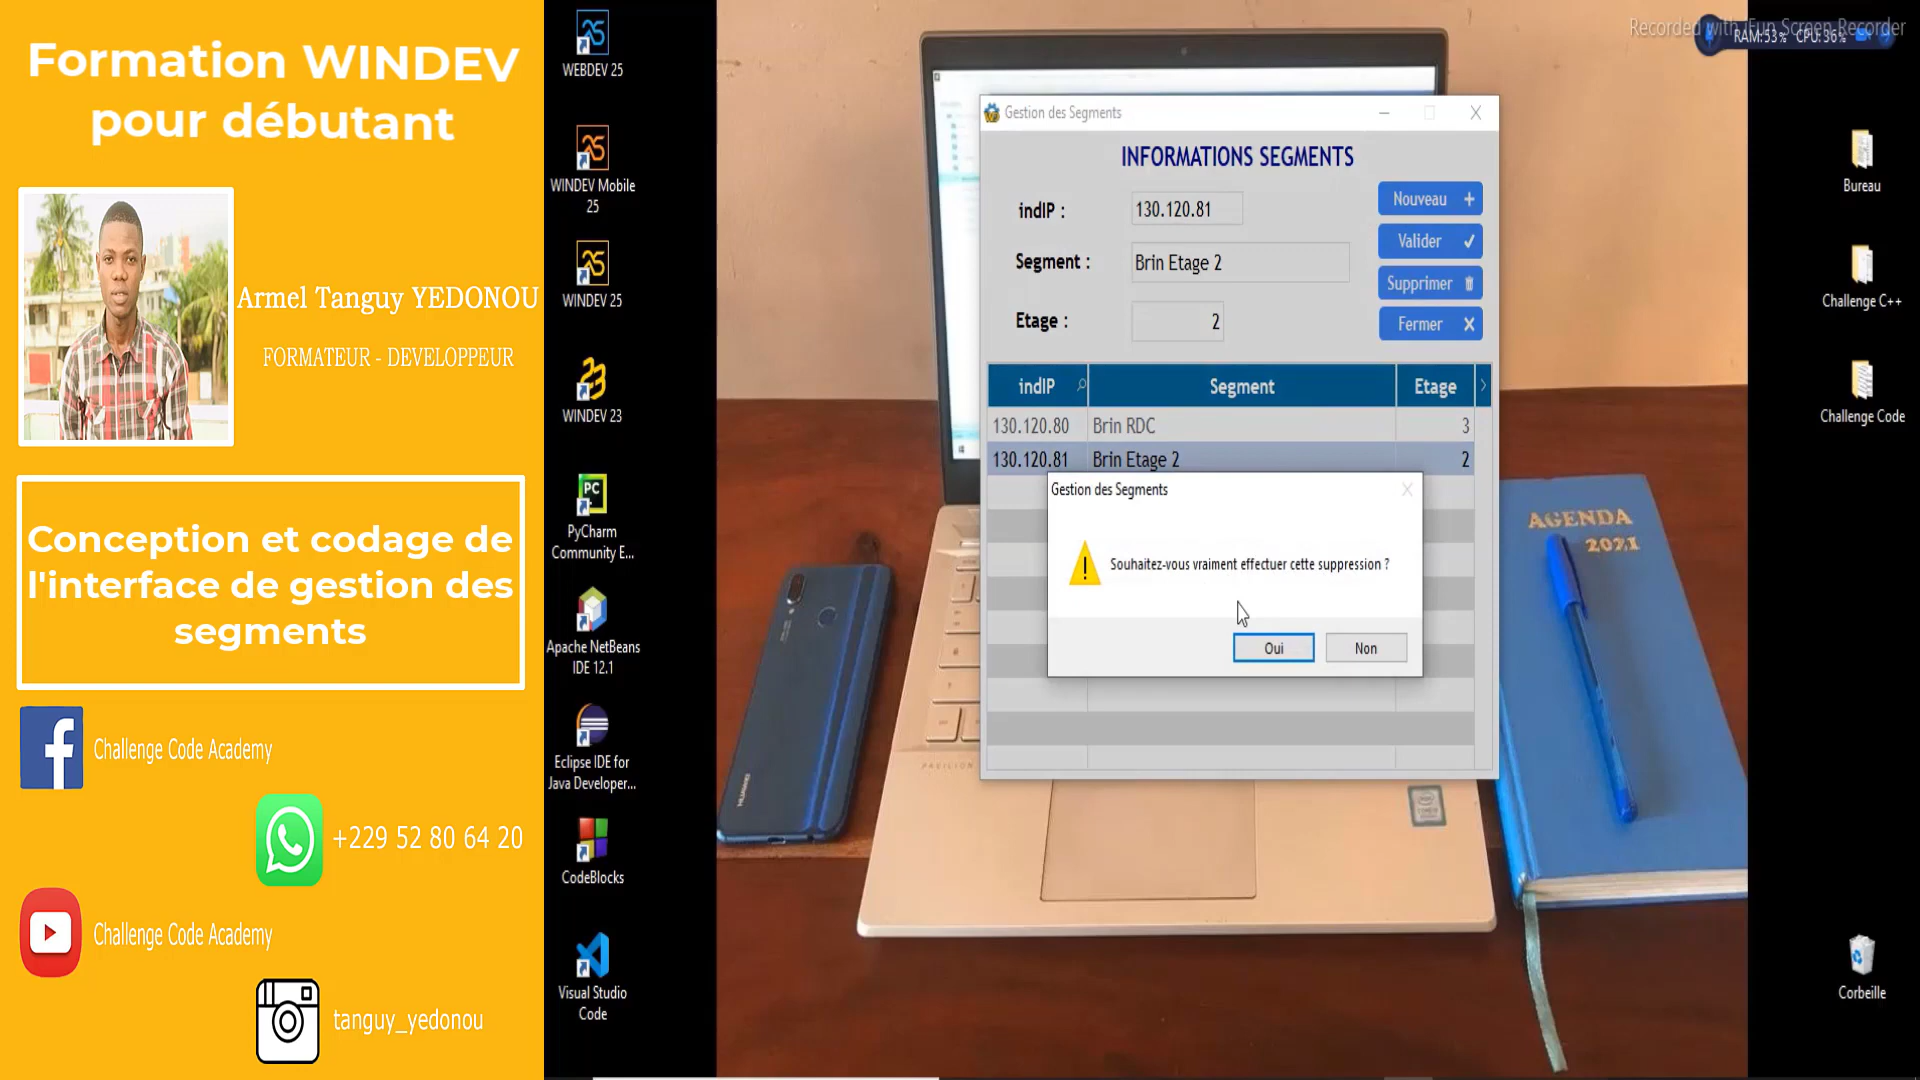 Formation WINDEV
pour débutant
Armel Tanguy YEDONOU
FORMATEUR - DEVELOPPEUR
Conception et codage de
l'interface de gestion des
segments
Challenge Code Academy
+229 52 80 64 20
Challenge Code Academy
tanguy_yedonou
WEBDEV 25
WINDEV Mobile
25
WINDEV 25
WINDEV 23
PC
PyCharm
Community E...
Apache NetBeans
IDE 12.1
Eclipse IDE for
Java Developer...
CodeBlocks
Visual Studio
Code
Recorded with iFun Screen Recorder
RAM:53% CPU:36%
Gestion des Segments
INFORMATIONS SEGMENTS
indIP : 130.120.81
Segment : Brin Etage 2
Etage : 2
Nouveau
Valider
Supprimer
Fermer
indIP Segment Etage
130.120.80 Brin RDC 3
130.120.81 Brin Etage 2 2
Gestion des Segments
Souhaitez-vous vraiment effectuer cette suppression ?
Oui Non
AGENDA
2021
HUAWEI
PAVILION
Bureau
Challenge C++
Challenge Code
Corbeille